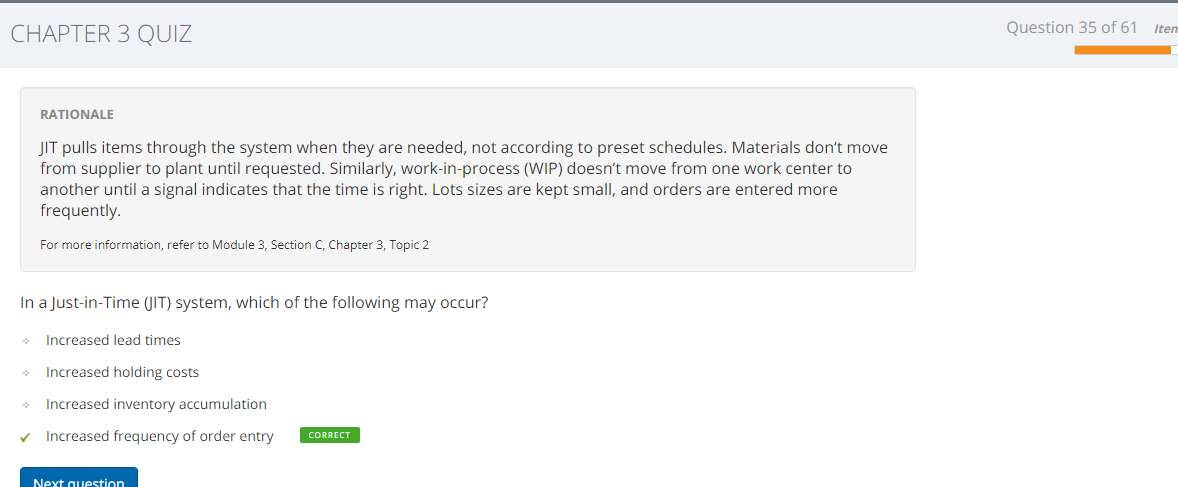 CHAPTER 3 QUIZ
Question 35 of 61
RATIONALE
JIT pulls items through the system when they are needed, not according to preset schedules. Materials don't move
from supplier to plant until requested. Similarly, work-in-process (WIP) doesn't move from one work center to
another until a signal indicates that the time is right. Lots sizes are kept small, and orders are entered more
frequently.
For more information, refer to Module 3, Section C, Chapter 3, Topic 2
In a Just-in-Time (JIT) system, which of the following may occur?
Increased lead times
Increased holding costs
Increased inventory accumulation
Increased frequency of order entry CORRECT
Next question